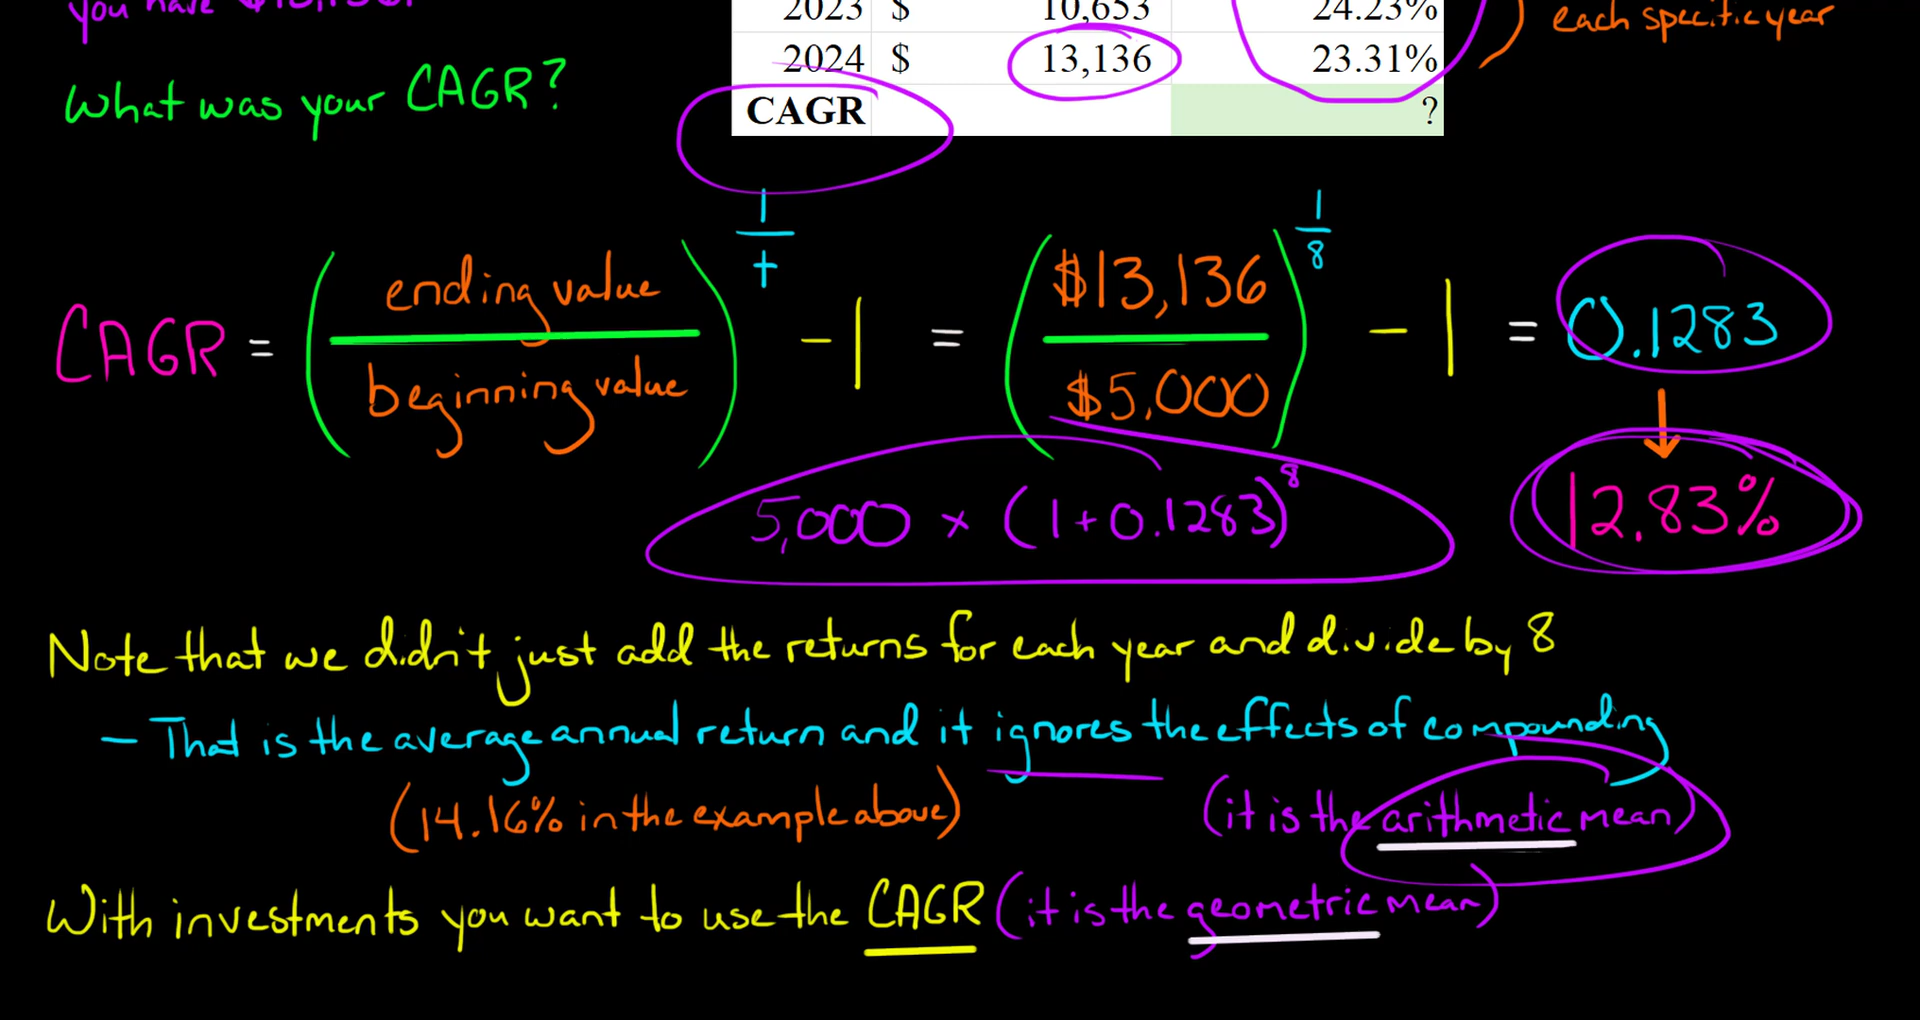 you have
2023 $ 10,653 24.23%
each specific year
2024 $ 13,136 23.31%
What was your CAGR?
CAGR ?
CAGR = (ending value / beginning value)^1/t - 1 = ($13,136 / $5,000)^1/8 - 1 = 0.1283
12.83%
5,000 × (1+0.1283)^8
Note that we didn't just add the returns for each year and divide by 8
- That is the average annual return and it ignores the effects of compounding
(14.16% in the example above) (it is the arithmetic mean)
With investments you want to use the CAGR (it is the geometric mean)